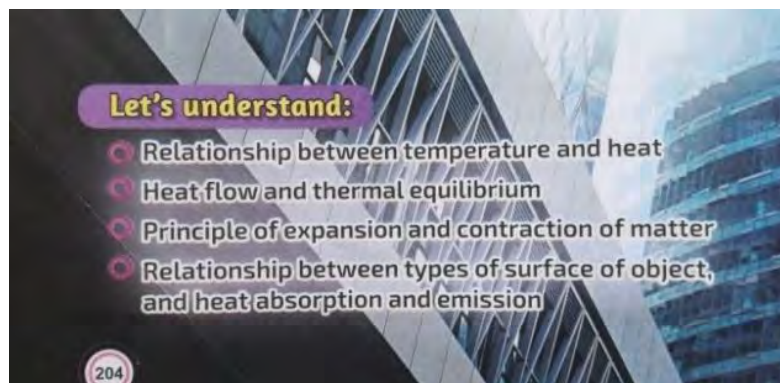 Let's understand:
Relationship between temperature and heat
Heat flow and thermal equilibrium
Principle of expansion and contraction of matter
Relationship between types of surface of object,
and heat absorption and emission
204